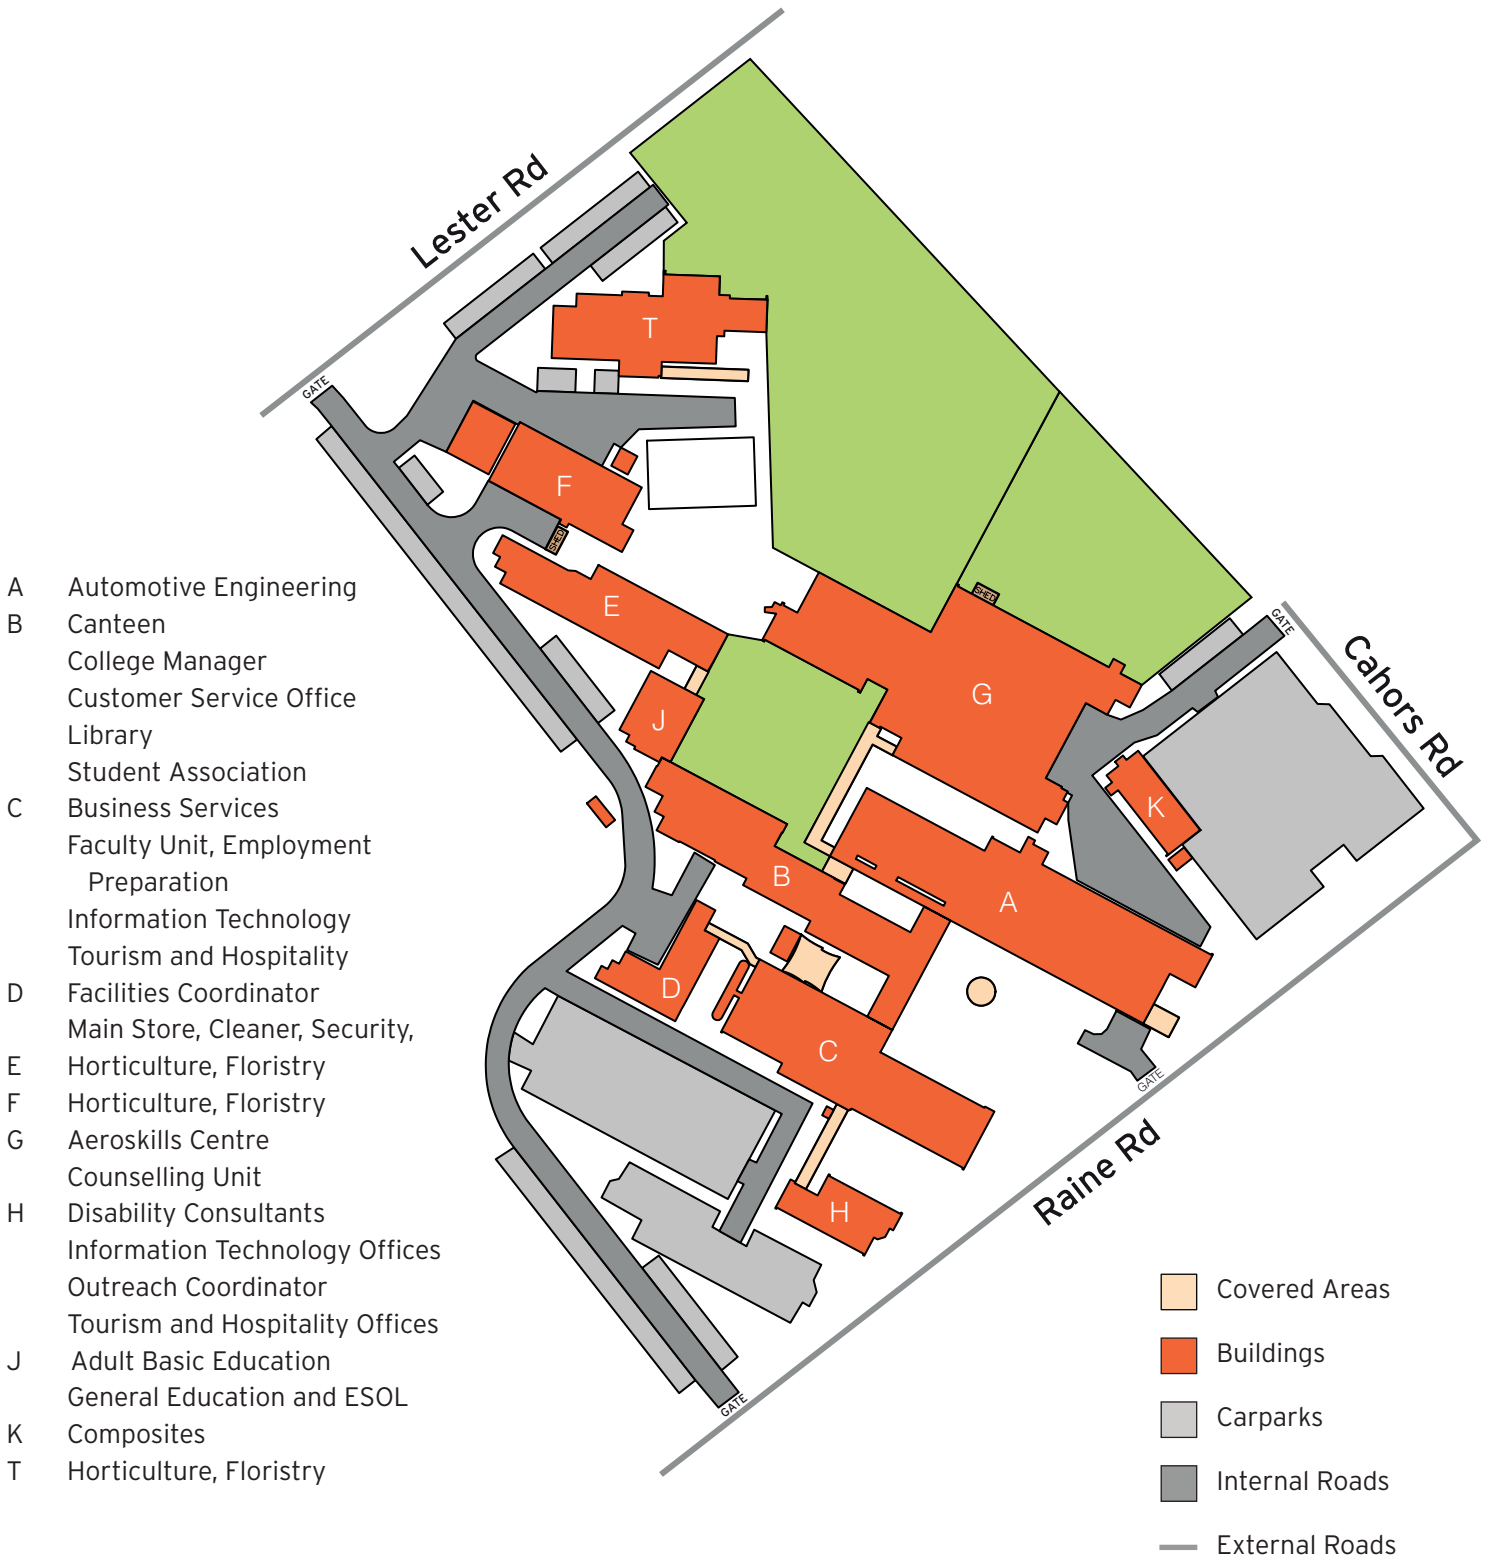 Lester Rd
GATE
T
F
SHED
E
J
SHED
G
GATE
Cahors Rd
K
B
A
D
C
H
GATE
Raine Rd
GATE
A Automotive Engineering
B Canteen
College Manager
Customer Service Office
Library
Student Association
C Business Services
Faculty Unit, Employment
Preparation
Information Technology
Tourism and Hospitality
D Facilities Coordinator
Main Store, Cleaner, Security,
E Horticulture, Floristry
F Horticulture, Floristry
G Aeroskills Centre
Counselling Unit
H Disability Consultants
Information Technology Offices
Outreach Coordinator
Tourism and Hospitality Offices
J Adult Basic Education
General Education and ESOL
K Composites
T Horticulture, Floristry
Covered Areas
Buildings
Carparks
Internal Roads
External Roads